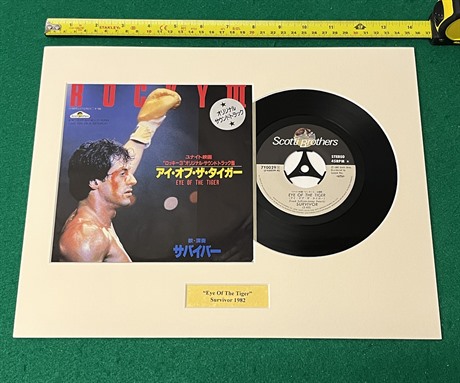 STANLEY
ROCKY III
オリジナル
サウンドトラック
ユナイト映画
"ロッキー3"オリジナル・サウンドトラック盤
アイ・オブ・ザ・タイガー
EYE OF THE TIGER
歌・演奏
サバイバー
Scotti Brothers
STEREO
45RPM
EYE OF THE TIGER
SURVIVOR
"Eye Of The Tiger"
Survivor 1982